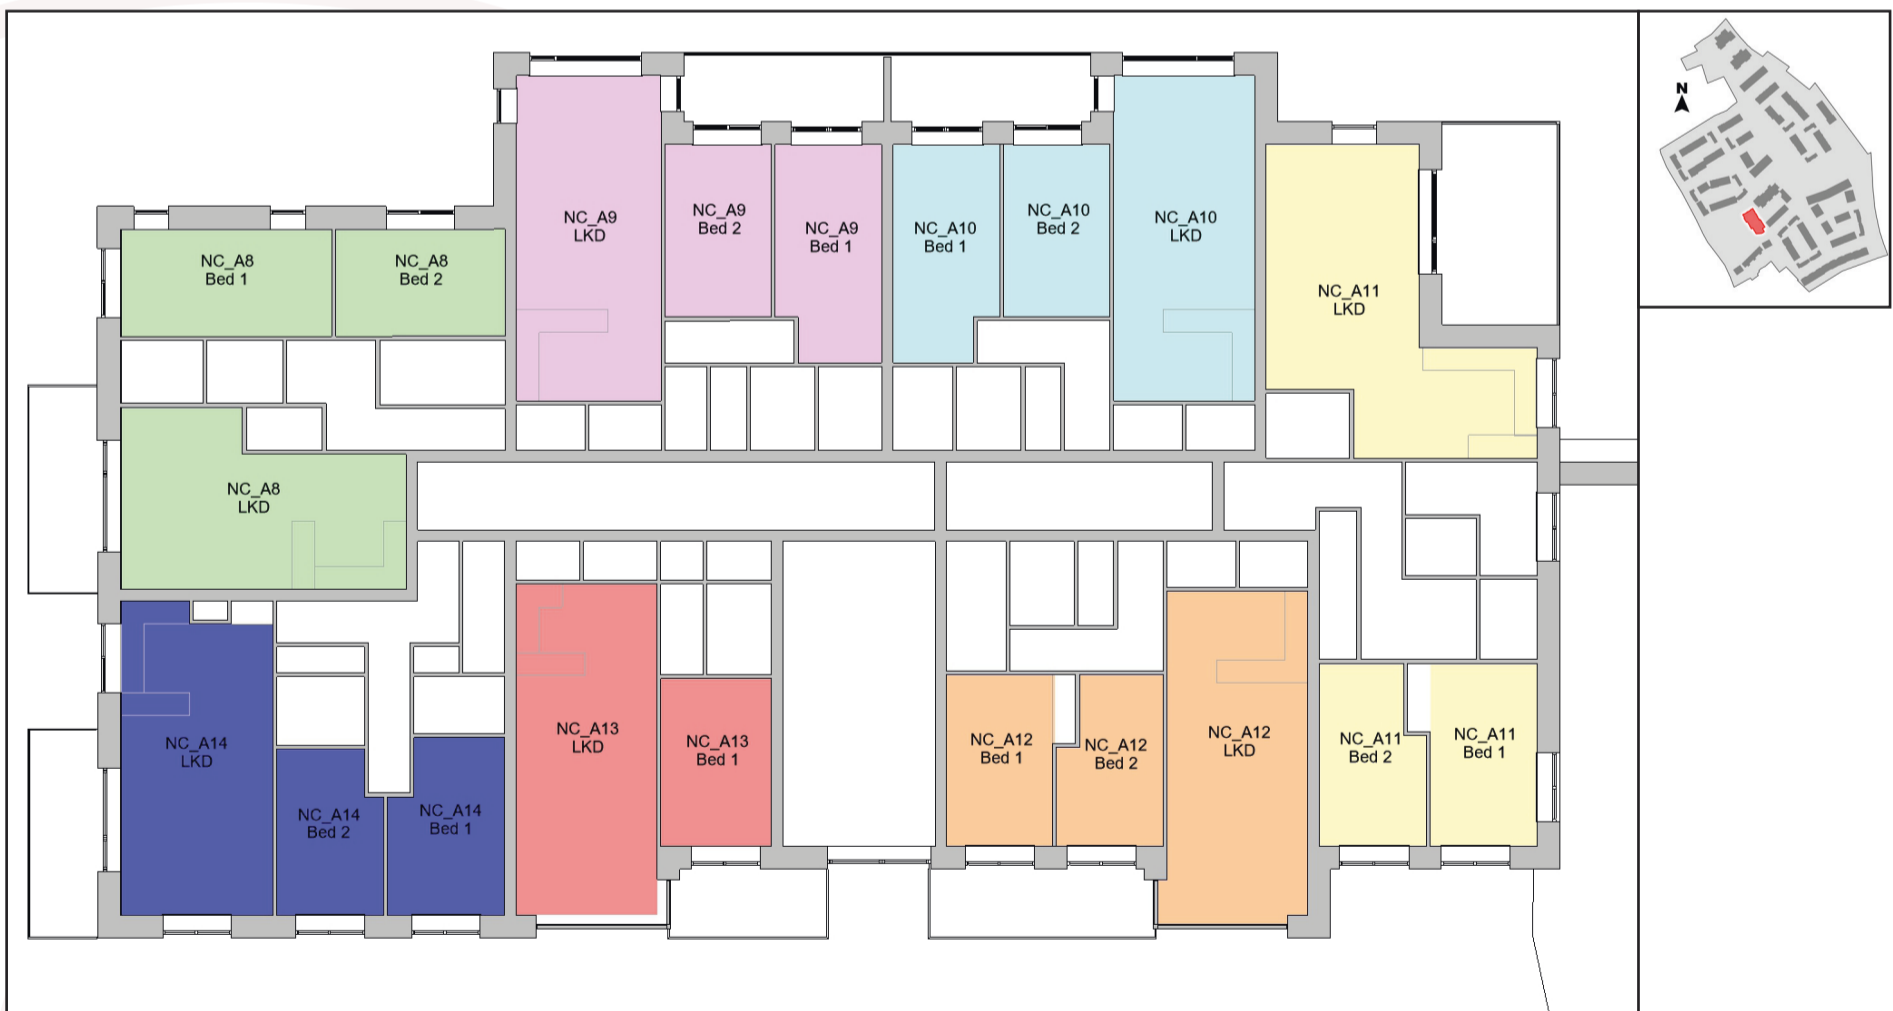 N
NC_A9
LKD
NC_A9
Bed 2
NC_A9
Bed 1
NC_A10
Bed 1
NC_A10
Bed 2
NC_A10
LKD
NC_A8
Bed 1
NC_A8
Bed 2
NC_A11
LKD
NC_A8
LKD
NC_A14
LKD
NC_A14
Bed 2
NC_A14
Bed 1
NC_A13
LKD
NC_A13
Bed 1
NC_A12
Bed 1
NC_A12
Bed 2
NC_A12
LKD
NC_A11
Bed 2
NC_A11
Bed 1